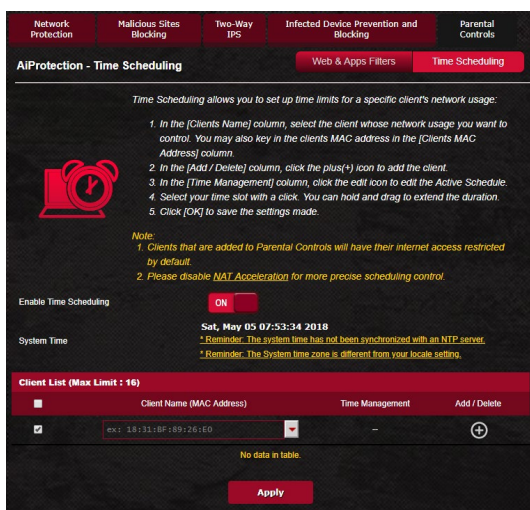 Network Protection
Malicious Sites Blocking
Two-Way IPS
Infected Device Prevention and Blocking
Parental Controls
AiProtection - Time Scheduling
Web & Apps Filters
Time Scheduling
Time Scheduling allows you to set up time limits for a specific client's network usage:
1. In the [Clients Name] column, select the client whose network usage you want to
control. You may also key in the clients MAC address in the [Clients MAC
Address] column.
2. In the [Add / Delete] column, click the plus(+) icon to add the client.
3. In the [Time Management] column, click the edit icon to edit the Active Schedule.
4. Select your time slot with a click. You can hold and drag to extend the duration.
5. Click [OK] to save the settings made.
Note:
1. Clients that are added to Parental Controls will have their internet access restricted
by default.
2. Please disable NAT Acceleration for more precise scheduling control.
Enable Time Scheduling
ON
System Time
Sat, May 05 07:53:34 2018
* Reminder: The system time has not been synchronized with an NTP server.
* Reminder: The System time zone is different from your locale setting.
Client List (Max Limit : 16)
Client Name (MAC Address)
Time Management
Add / Delete
ex: 18:31:BF:89:26:E0
--
No data in table.
Apply